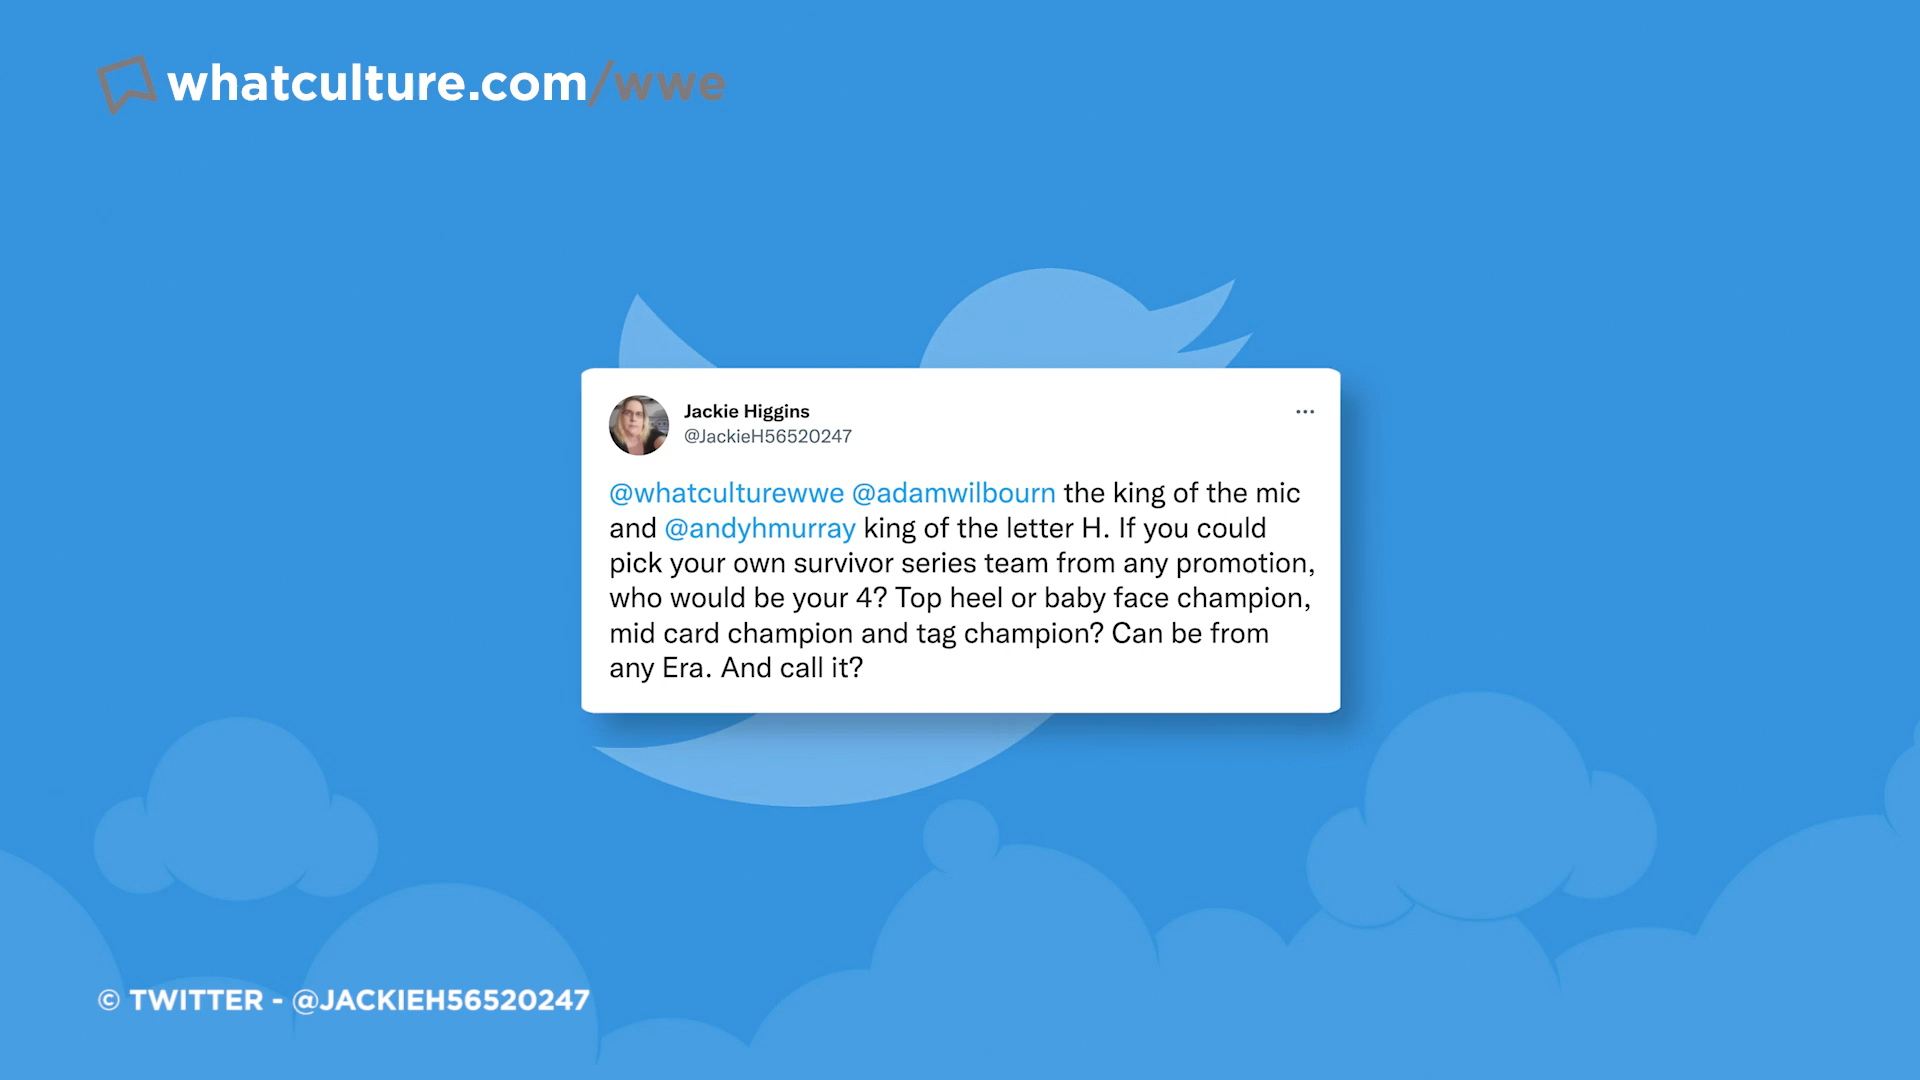 whatculture.com/wwe
Jackie Higgins
@JackieH56520247
@whatculturewwe @adamwilbourn the king of the mic
and @andyhmurray king of the letter H. If you could
pick your own survivor series team from any promotion,
who would be your 4? Top heel or baby face champion,
mid card champion and tag champion? Can be from
any Era. And call it?
© TWITTER - @JACKIEH56520247